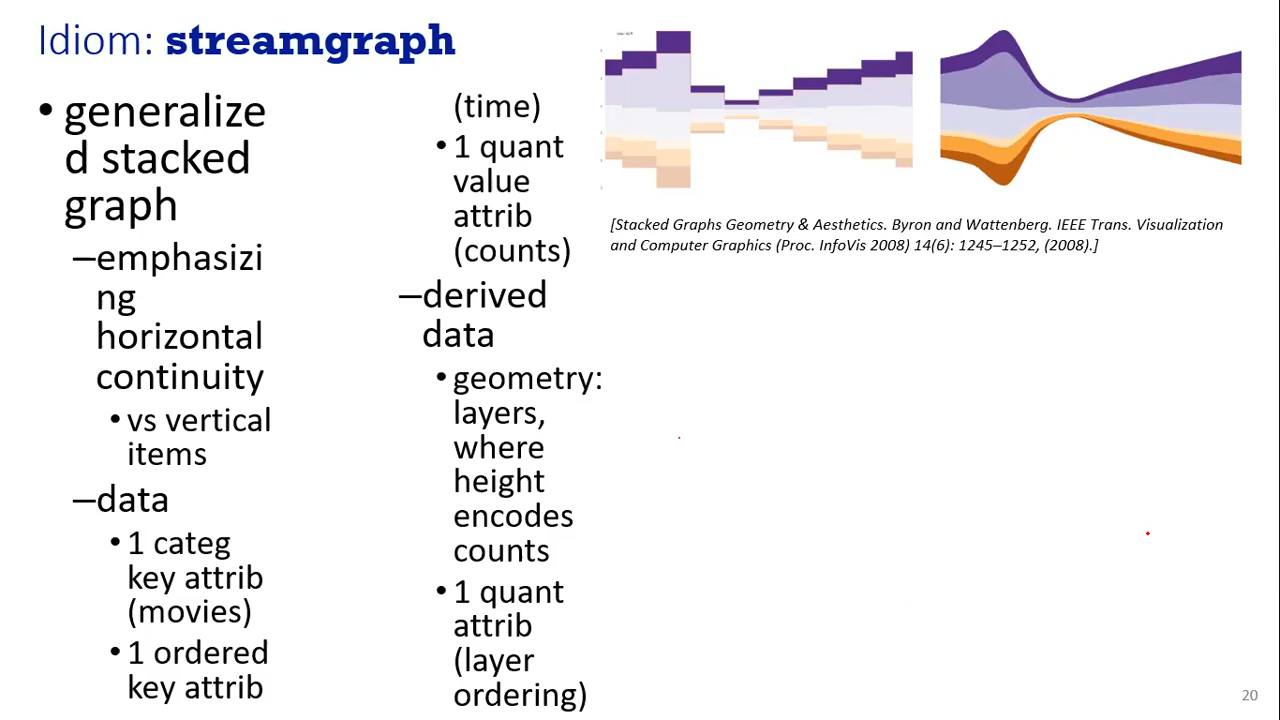 Idiom: streamgraph
• generalize
d stacked
graph
–emphasizi
ng
horizontal
continuity
• vs vertical
items
–data
• 1 categ
key attrib
(movies)
• 1 ordered
key attrib
(time)
• 1 quant
value
attrib
(counts)
–derived
data
• geometry:
layers,
where
height
encodes
counts
• 1 quant
attrib
(layer
ordering)
[Stacked Graphs Geometry & Aesthetics. Byron and Wattenberg. IEEE Trans. Visualization
and Computer Graphics (Proc. InfoVis 2008) 14(6): 1245–1252, (2008).]
20